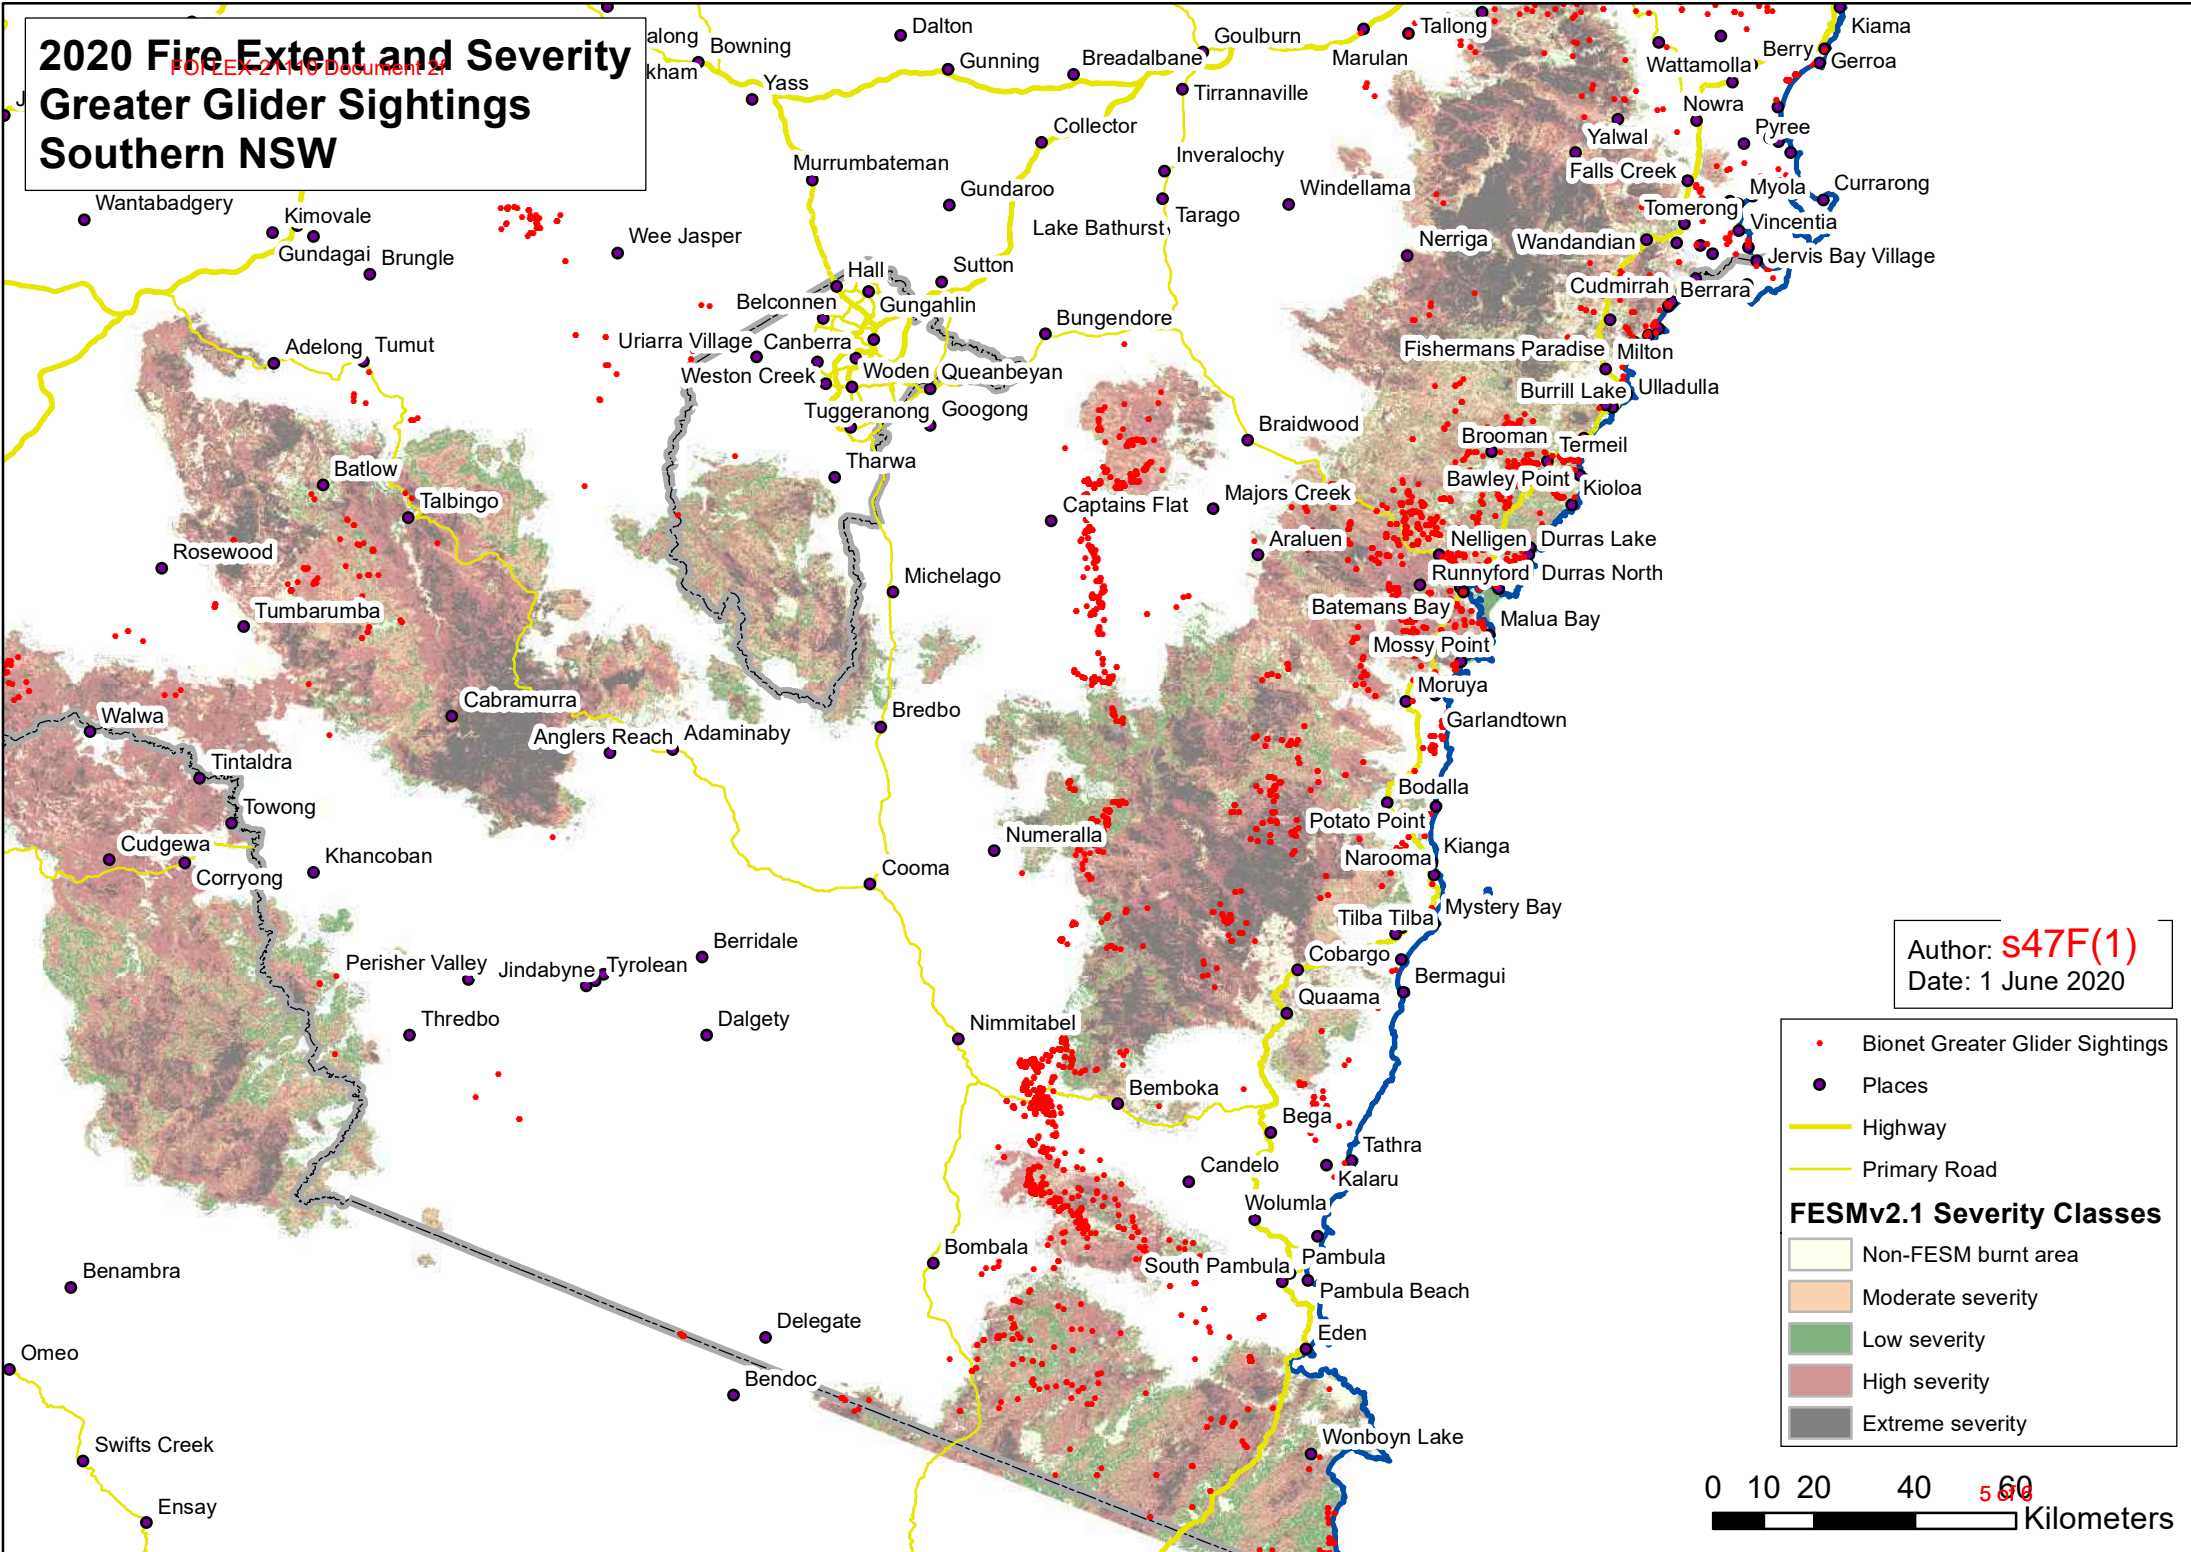 2020 Fire Extent and Severity
FOI LEX-21110 Document 2f
Greater Glider Sightings
Southern NSW
along
Bowning
kham
Yass
Dalton
Gunning
Breadalbane
Goulburn
Marulan
Tallong
Kiama
Berry
Gerroa
Wattamolla
Tirrannaville
Nowra
Collector
Pyree
Yalwal
Inveralochy
Murrumbateman
Falls Creek
Windellama
Myola
Currarong
Gundaroo
Wantabadgery
Kimovale
Tarago
Tomerong
Lake Bathurst
Vincentia
Wee Jasper
Nerriga
Wandandian
Gundagai
Brungle
Jervis Bay Village
Hall
Sutton
Cudmirrah
Berrara
Belconnen
Gungahlin
Bungendore
Uriarra Village
Canberra
Adelong
Tumut
Fishermans Paradise
Milton
Weston Creek
Woden
Queanbeyan
Burrill Lake
Ulladulla
Tuggeranong
Googong
Braidwood
Brooman
Termeil
Batlow
Tharwa
Bawley Point
Kioloa
Talbingo
Captains Flat
Majors Creek
Rosewood
Araluen
Nelligen
Durras Lake
Michelago
Runnyford
Durras North
Tumbarumba
Batemans Bay
Malua Bay
Mossy Point
Moruya
Cabramurra
Walwa
Bredbo
Garlandtown
Anglers Reach
Adaminaby
Tintaldra
Bodalla
Towong
Potato Point
Numeralla
Kianga
Cudgewa
Khancoban
Narooma
Corryong
Cooma
Mystery Bay
Tilba Tilba
Berridale
Cobargo
Perisher Valley
Jindabyne
Tyrolean
Bermagui
Quaama
Thredbo
Dalgety
Nimmitabel
Bemboka
Bega
Tathra
Candelo
Kalaru
Wolumla
Bombala
Pambula
South Pambula
Benambra
Pambula Beach
Delegate
Eden
Omeo
Bendoc
Wonboyn Lake
Swifts Creek
Ensay
Author: s47F(1)
Date: 1 June 2020
Bionet Greater Glider Sightings
Places
Highway
Primary Road
FESMv2.1 Severity Classes
Non-FESM burnt area
Moderate severity
Low severity
High severity
Extreme severity
0 10 20 40 60
5 of 6
Kilometers